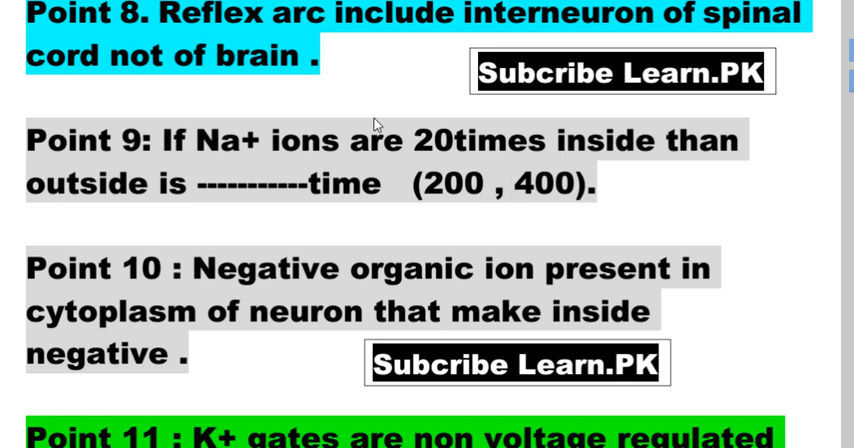 Point 8. Reflex arc include interneuron of spinal
cord not of brain .
Subcribe Learn.PK
Point 9: If Na+ ions are 20times inside than
outside is -----------time (200 , 400).
Point 10 : Negative organic ion present in
cytoplasm of neuron that make inside
negative .
Subcribe Learn.PK
Point 11 : K+ gates are non voltage regulated